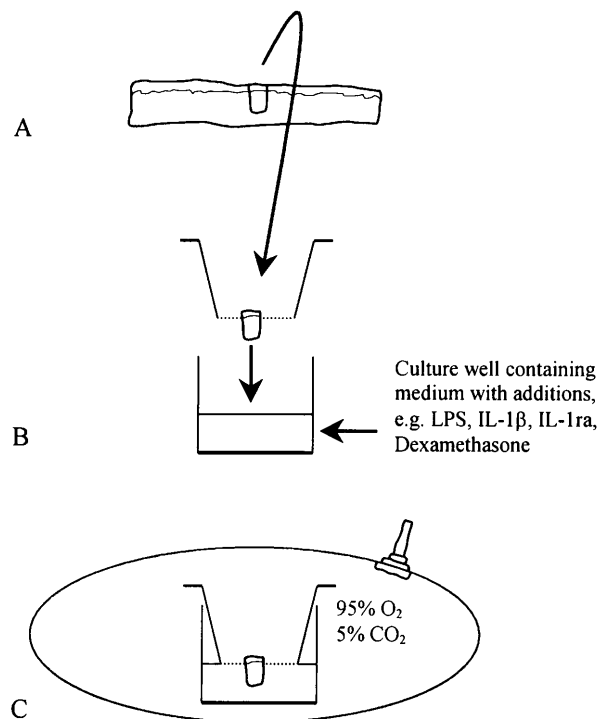 A
B
Culture well containing
medium with additions,
e.g. LPS, IL-1β, IL-1ra,
Dexamethasone
95% O₂
5% CO₂
C